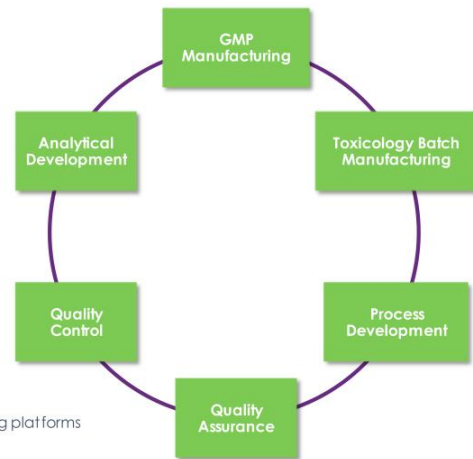 GMP
Manufacturing
Analytical
Development
Toxicology Batch
Manufacturing
Quality
Control
Process
Development
Quality
Assurance
g platforms